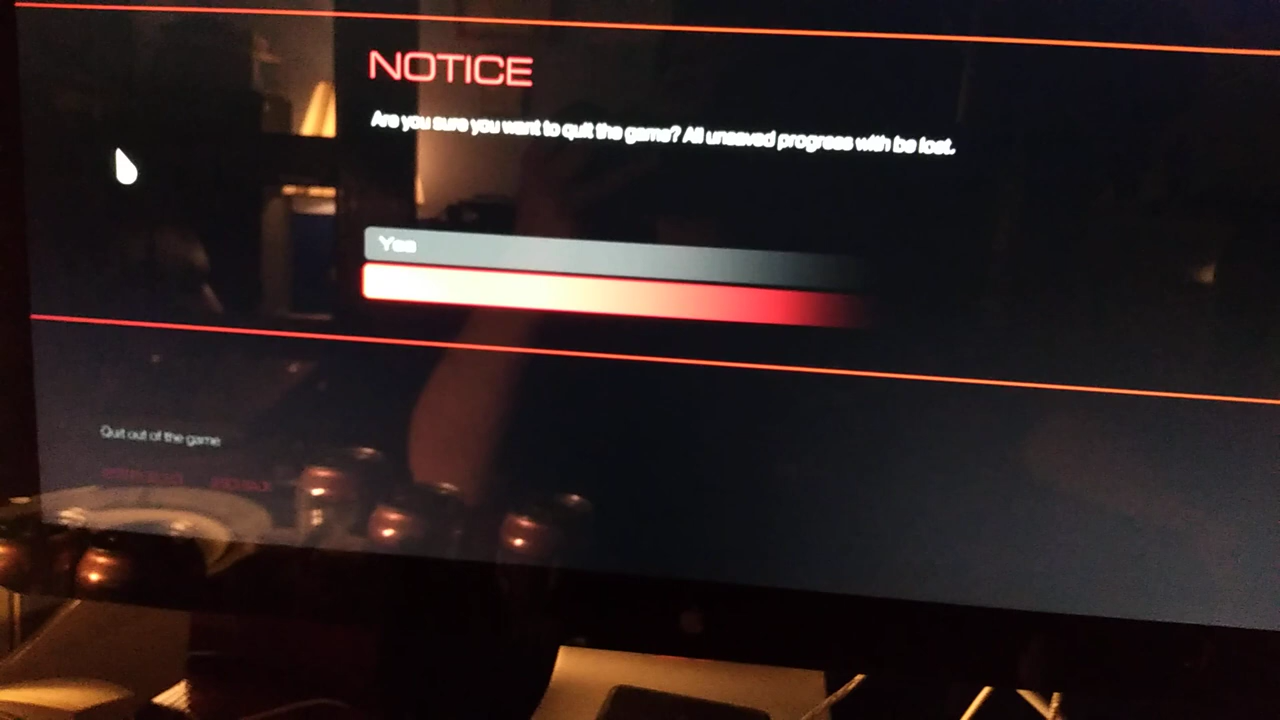 NOTICE
Are you sure you want to quit the game? All unsaved progress with be lost.
Yes
Quit out of the game